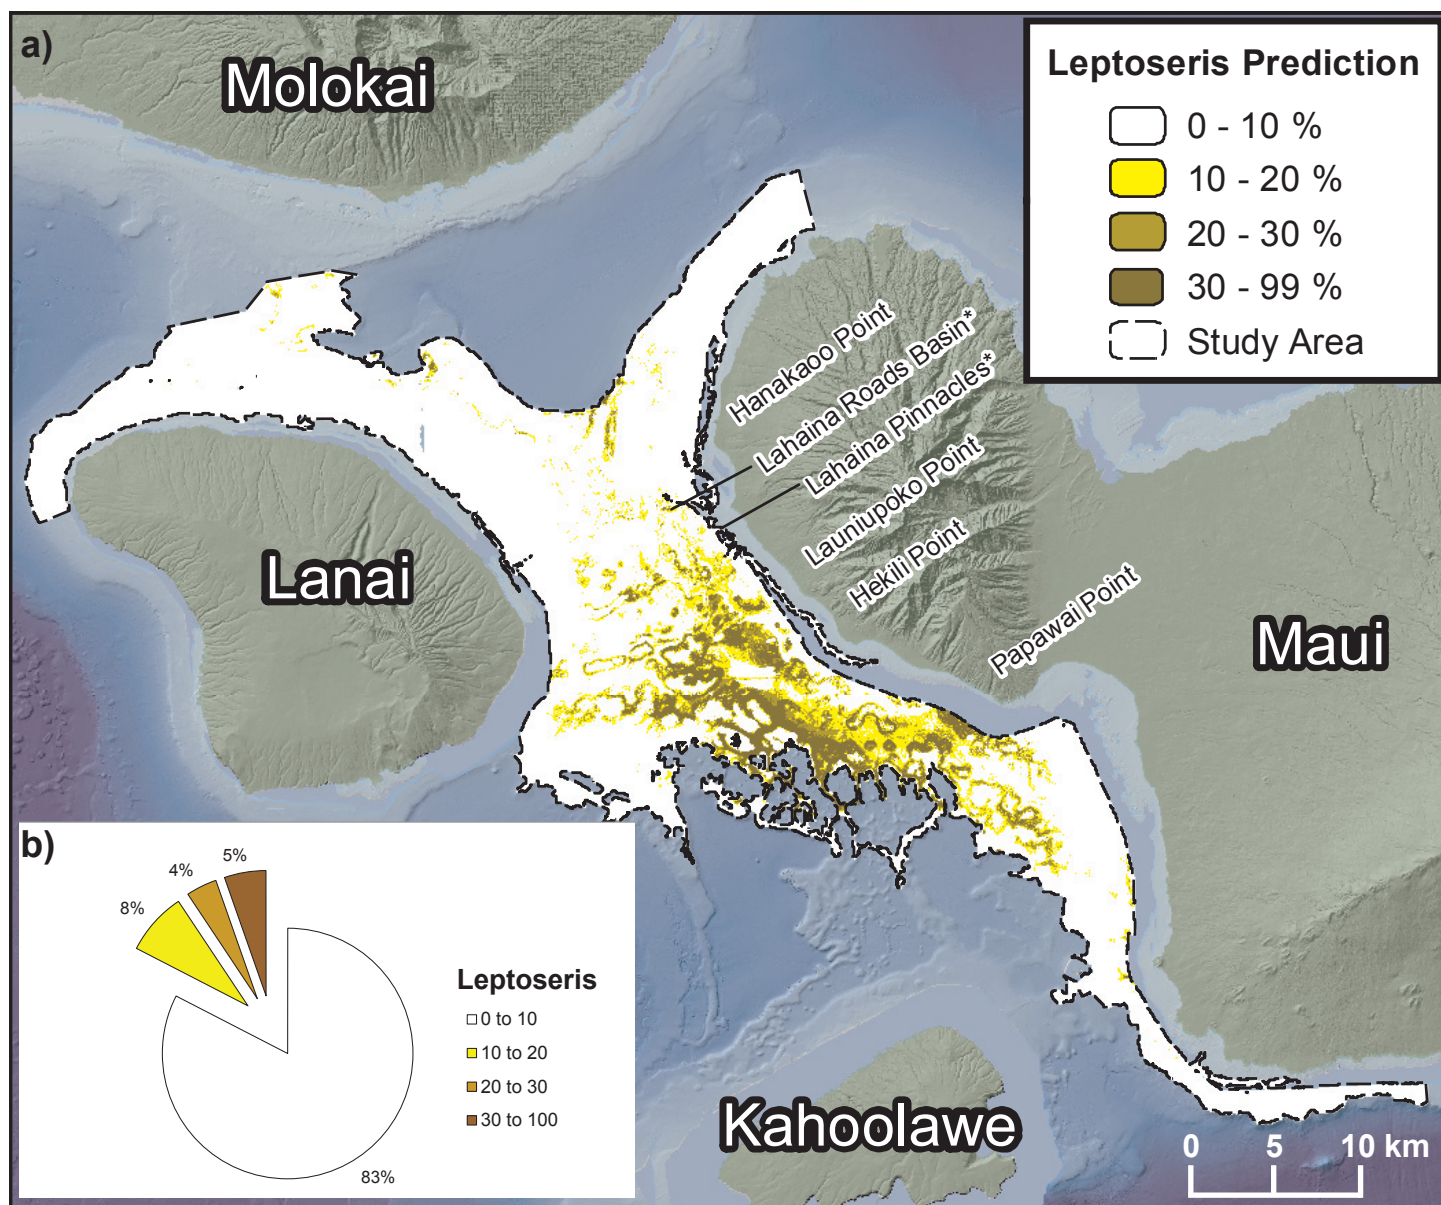 a)
Molokai
Leptoseris Prediction
0 - 10 %
10 - 20 %
20 - 30 %
30 - 99 %
Study Area
Hanakaoo Point
Lahaina Roads Basin*
Lahaina Pinnacles*
Launiupoko Point
Hekili Point
Papawai Point
Lanai
Maui
b)
5%
4%
8%
83%
Leptoseris
0 to 10
10 to 20
20 to 30
30 to 100
Kahoolawe
0 5 10 km